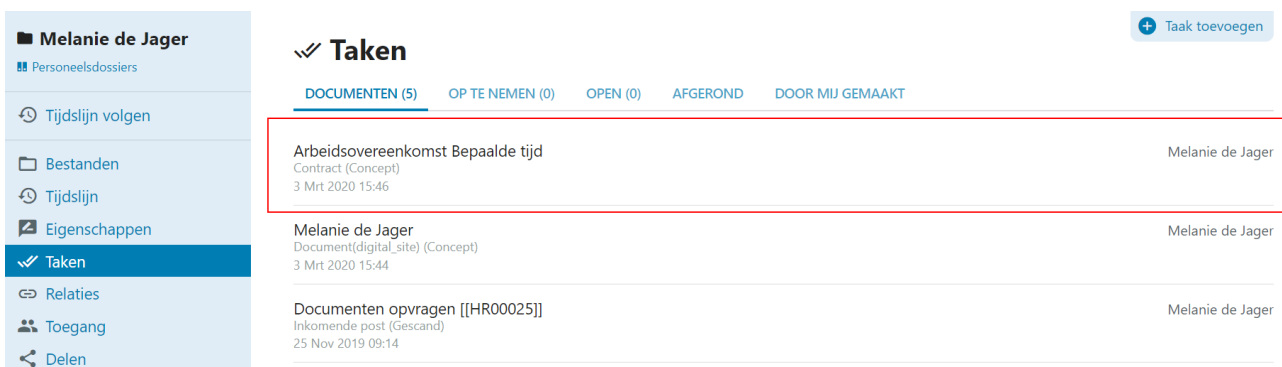 Melanie de Jager
Personeelsdossiers
Tijdslijn volgen
Bestanden
Tijdslijn
Eigenschappen
Taken
Relaties
Toegang
Delen
Taak toevoegen
Taken
DOCUMENTEN (5) OP TE NEMEN (0) OPEN (0) AFGEROND DOOR MIJ GEMAAKT
Arbeidsovereenkomst Bepaalde tijd Melanie de Jager
Contract (Concept)
3 Mrt 2020 15:46
Melanie de Jager Melanie de Jager
Document(digital_site) (Concept)
3 Mrt 2020 15:44
Documenten opvragen [[HR00025]] Melanie de Jager
Inkomende post (Gescand)
25 Nov 2019 09:14